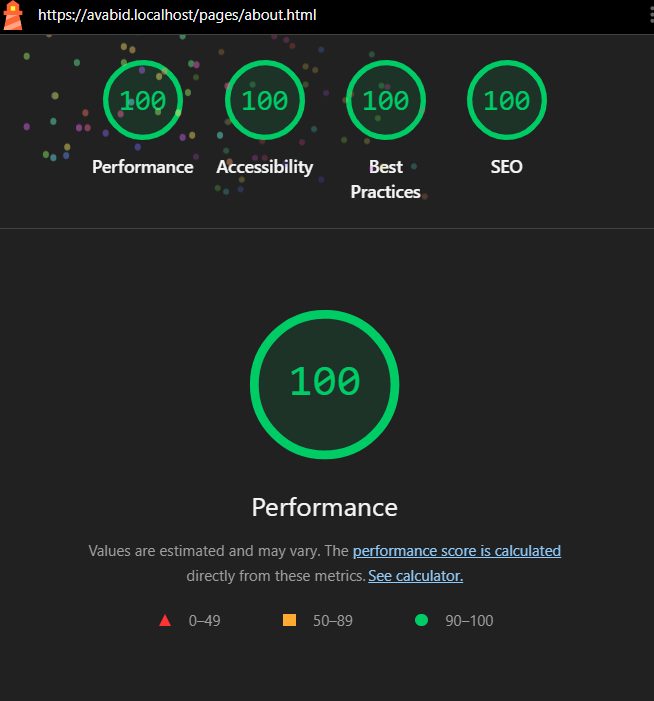 https://avabid.localhost/pages/about.html
100
100
100
100
Performance
Accessibility
Best
Practices
SEO
100
Performance
Values are estimated and may vary. The performance score is calculated
directly from these metrics. See calculator.
0–49
50–89
90–100